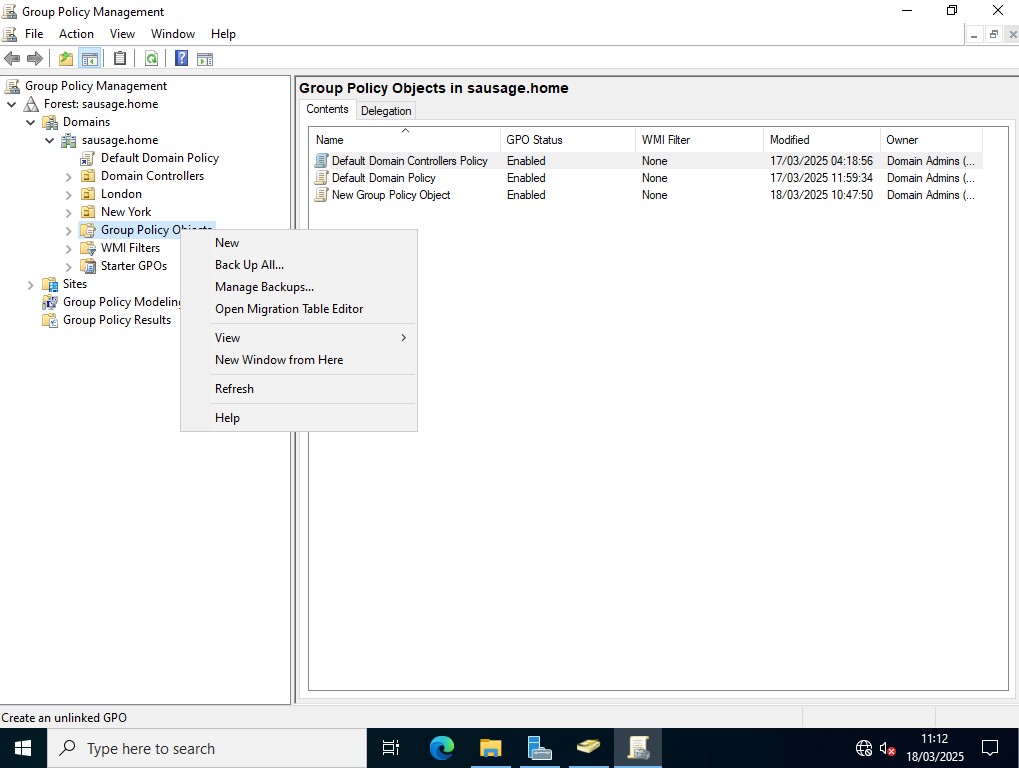 Group Policy Management
File Action View Window Help
Group Policy Management
Forest: sausage.home
Domains
sausage.home
Default Domain Policy
Domain Controllers
London
New York
Group Policy Objects
WMI Filters
Starter GPOs
Sites
Group Policy Modeling
Group Policy Results
New
Back Up All...
Manage Backups...
Open Migration Table Editor
View
New Window from Here
Refresh
Help
Group Policy Objects in sausage.home
Contents Delegation
Name GPO Status WMI Filter Modified Owner
Default Domain Controllers Policy Enabled None 17/03/2025 04:18:56 Domain Admins (...
Default Domain Policy Enabled None 17/03/2025 11:59:34 Domain Admins (...
New Group Policy Object Enabled None 18/03/2025 10:47:50 Domain Admins (...
Create an unlinked GPO
Type here to search
11:12
18/03/2025